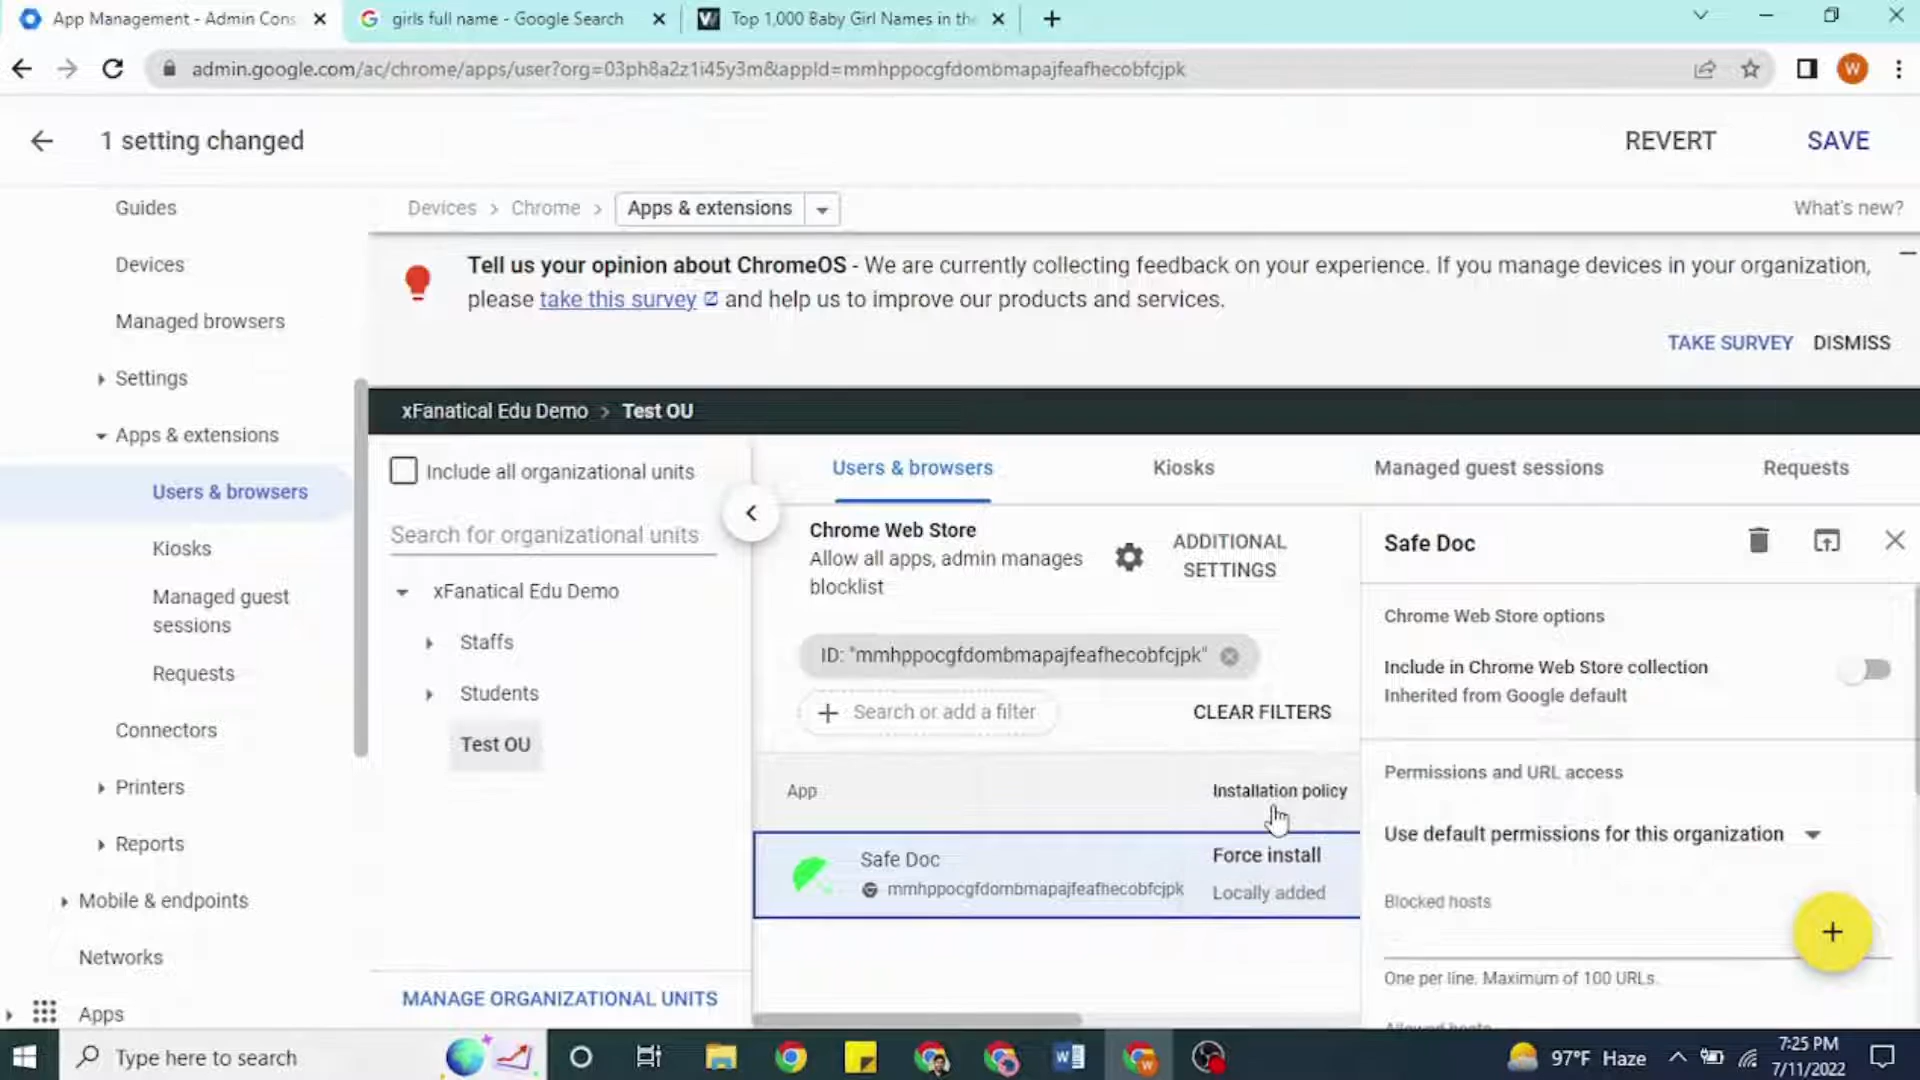 App Management - Admin Cons
girls full name - Google Search
Top 1,000 Baby Girl Names in the
admin.google.com/ac/chrome/apps/user?org=03ph8a2z1i45y3m&appId=mmhppocgfdombmapajfeafhecobfcjpk
W
1 setting changed
REVERT
SAVE
Guides
Devices
Managed browsers
Settings
Apps & extensions
Users & browsers
Kiosks
Managed guest
sessions
Requests
Connectors
Printers
Reports
Mobile & endpoints
Networks
Apps
Devices > Chrome > Apps & extensions
What's new?
Tell us your opinion about ChromeOS - We are currently collecting feedback on your experience. If you manage devices in your organization,
please take this survey and help us to improve our products and services.
TAKE SURVEY DISMISS
xFanatical Edu Demo > Test OU
Include all organizational units
Search for organizational units
xFanatical Edu Demo
Staffs
Students
Test OU
MANAGE ORGANIZATIONAL UNITS
Users & browsers
Kiosks
Managed guest sessions
Requests
Chrome Web Store
Allow all apps, admin manages
blocklist
ADDITIONAL
SETTINGS
ID: "mmhppocgfdombmapajfeafhecobfcjpk"
Search or add a filter
CLEAR FILTERS
App
Installation policy
Safe Doc
mmhppocgfdombmapajfeafhecobfcjpk
Force install
Locally added
Safe Doc
Chrome Web Store options
Include in Chrome Web Store collection
Inherited from Google default
Permissions and URL access
Use default permissions for this organization
Blocked hosts
One per line. Maximum of 100 URLs.
Allowed hosts
Type here to search
97°F Haze
7:25 PM
7/11/2022